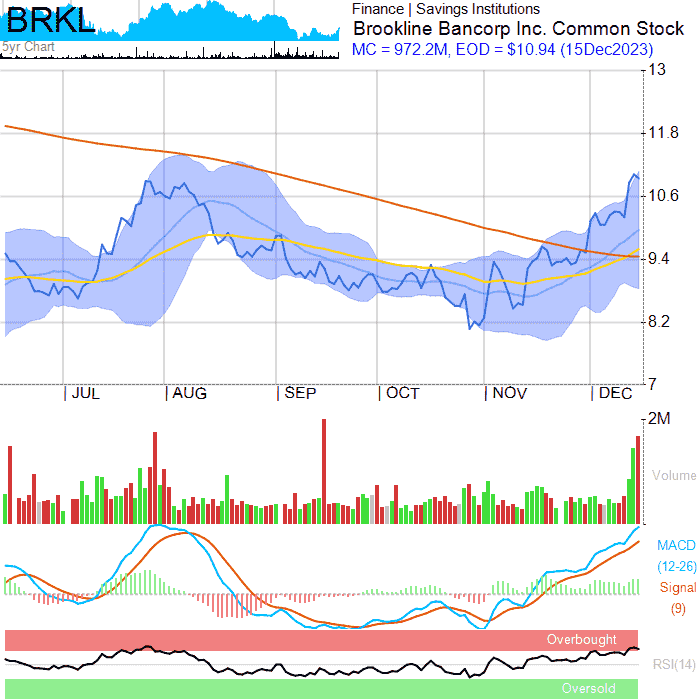 BRKL
5yr Chart
Finance | Savings Institutions
Brookline Bancorp Inc. Common Stock
MC = 972.2M, EOD = $10.94 (15Dec2023)
13
11.8
10.6
9.4
8.2
7
JUL
AUG
SEP
OCT
NOV
DEC
2M
Volume
MACD
(12-26)
Signal
(9)
Overbought
RSI(14)
Oversold